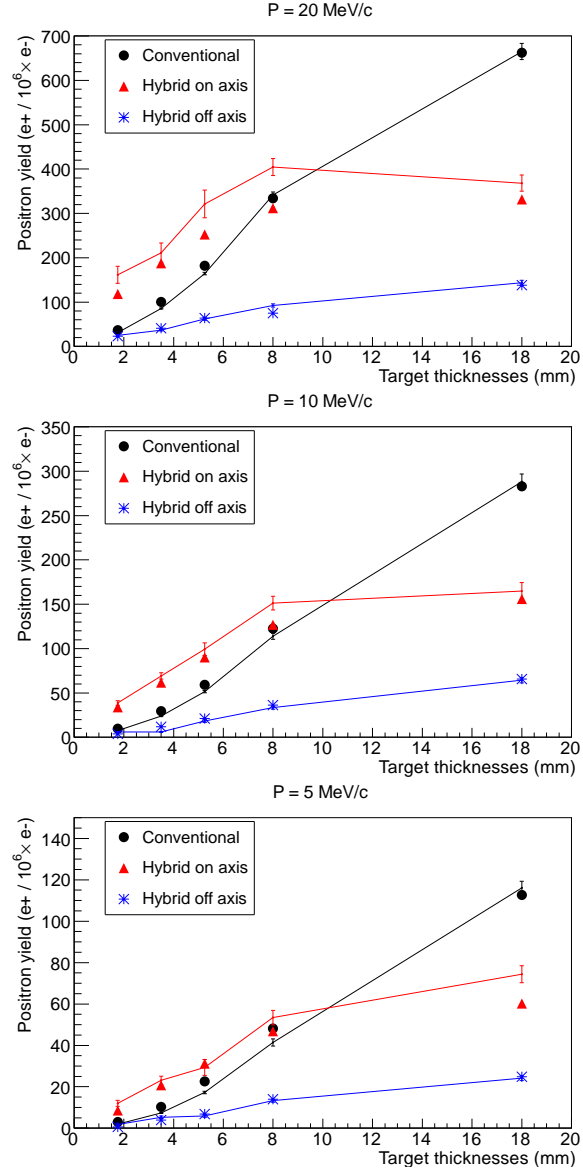 P = 20 MeV/c
Positron yield (e+ / 10⁶× e-)
700
600
500
400
300
200
100
0
Conventional
Hybrid on axis
Hybrid off axis
0 2 4 6 8 10 12 14 16 18 20
Target thicknesses (mm)
P = 10 MeV/c
Positron yield (e+ / 10⁶× e-)
350
300
250
200
150
100
50
0
Conventional
Hybrid on axis
Hybrid off axis
0 2 4 6 8 10 12 14 16 18 20
Target thicknesses (mm)
P = 5 MeV/c
Positron yield (e+ / 10⁶× e-)
140
120
100
80
60
40
20
0
Conventional
Hybrid on axis
Hybrid off axis
0 2 4 6 8 10 12 14 16 18 20
Target thicknesses (mm)